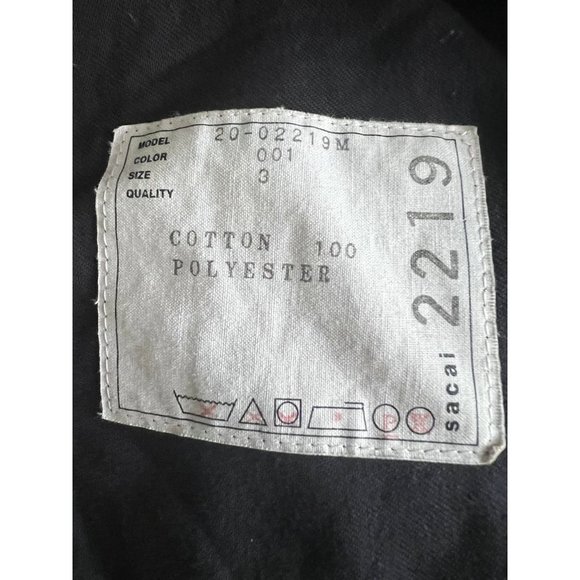 MODEL 20-02219M
COLOR 001
SIZE 3
QUALITY
COTTON 100
POLYESTER
sacai 2219
P